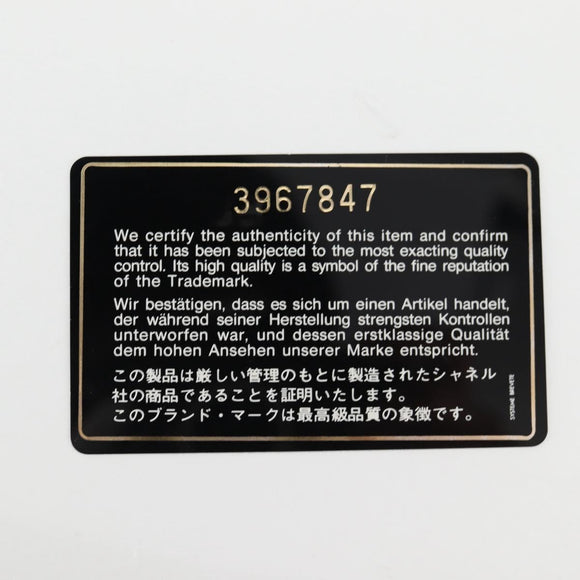 3967847
We certify the authenticity of this item and confirm
that it has been subjected to the most exacting quality
control. Its high quality is a symbol of the fine reputation
of the Trademark.
Wir bestätigen, dass es sich um einen Artikel handelt,
der während seiner Herstellung strengsten Kontrollen
unterworfen war, und dessen erstklassige Qualität
dem hohen Ansehen unserer Marke entspricht.
この製品は厳しい管理のもとに製造されたシャネル
社の商品であることを証明いたします。
このブランド・マークは最高級品質の象徴です。
SYSTEME BREVETE